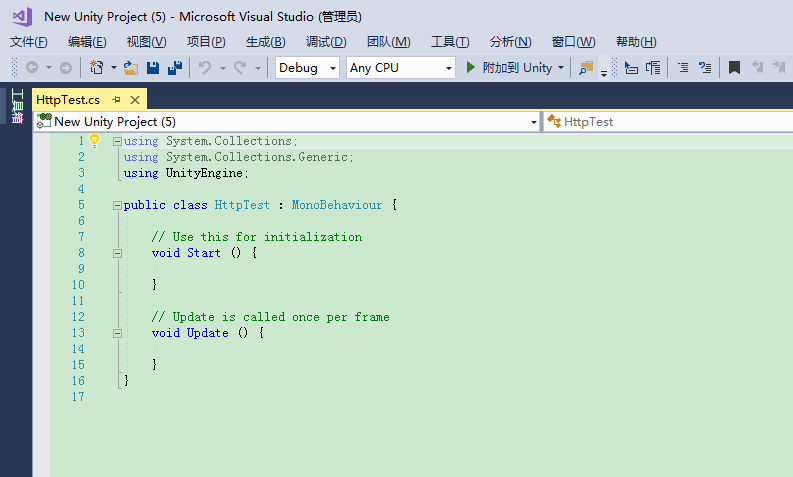 New Unity Project (5) - Microsoft Visual Studio (管理员)
文件(F) 编辑(E) 视图(V) 项目(P) 生成(B) 调试(D) 团队(M) 工具(T) 分析(N) 窗口(W) 帮助(H)
Debug Any CPU 附加到 Unity
工具箱
HttpTest.cs
New Unity Project (5) HttpTest
1 using System.Collections;
2 using System.Collections.Generic;
3 using UnityEngine;
4
5 public class HttpTest : MonoBehaviour {
6
7 // Use this for initialization
8 void Start () {
9
10 }
11
12 // Update is called once per frame
13 void Update () {
14
15 }
16 }
17